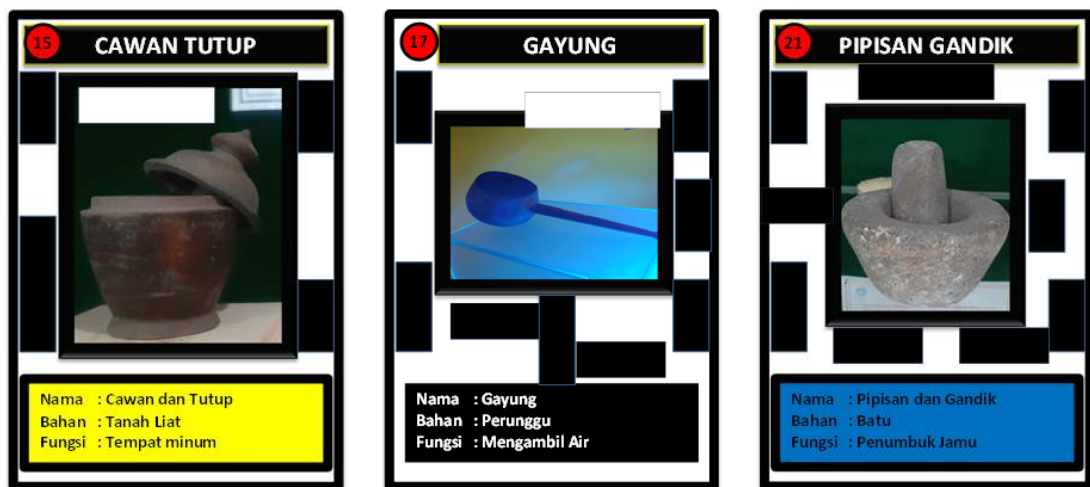 15 CAWAN TUTUP
Nama : Cawan dan Tutup
Bahan : Tanah Liat
Fungsi : Tempat minum
17 GAYUNG
Nama : Gayung
Bahan : Perunggu
Fungsi : Mengambil Air
21 PIPISAN GANDIK
Nama : Pipisan dan Gandik
Bahan : Batu
Fungsi : Penumbuk Jamu